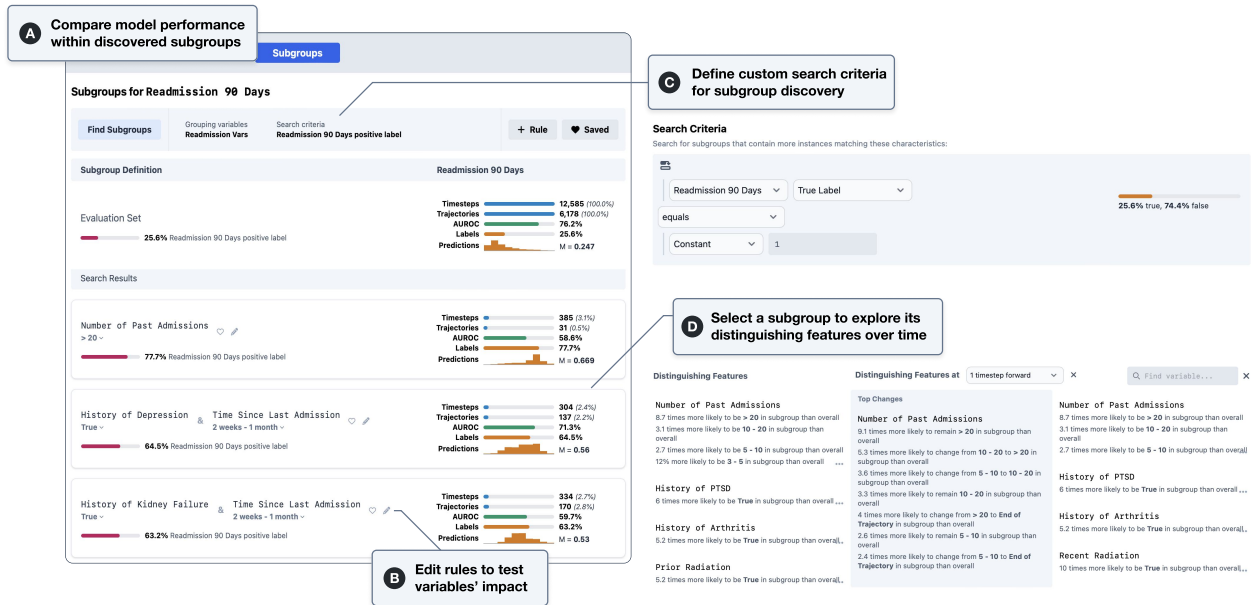 A Compare model performance
within discovered subgroups
Subgroups
Subgroups for Readmission 90 Days
Find Subgroups
Grouping variables
Readmission Vars
Search criteria
Readmission 90 Days positive label
+ Rule
Saved
Subgroup Definition
Readmission 90 Days
Evaluation Set
25.6% Readmission 90 Days positive label
Timesteps 12,585 (100.0%)
Trajectories 6,178 (100.0%)
AUROC 76.2%
Labels 25.6%
Predictions M = 0.247
Search Results
Number of Past Admissions
> 20
77.7% Readmission 90 Days positive label
Timesteps 385 (3.1%)
Trajectories 31 (0.5%)
AUROC 58.6%
Labels 77.7%
Predictions M = 0.669
History of Depression & Time Since Last Admission
True 2 weeks - 1 month
64.5% Readmission 90 Days positive label
Timesteps 304 (2.4%)
Trajectories 137 (2.2%)
AUROC 71.3%
Labels 64.5%
Predictions M = 0.56
History of Kidney Failure & Time Since Last Admission
True 2 weeks - 1 month
63.2% Readmission 90 Days positive label
Timesteps 334 (2.7%)
Trajectories 170 (2.8%)
AUROC 59.7%
Labels 63.2%
Predictions M = 0.53
B Edit rules to test
variables' impact
C Define custom search criteria
for subgroup discovery
Search Criteria
Search for subgroups that contain more instances matching these characteristics:
Readmission 90 Days True Label
equals
Constant 1
25.6% true, 74.4% false
D Select a subgroup to explore its
distinguishing features over time
Distinguishing Features
Number of Past Admissions
8.7 times more likely to be > 20 in subgroup than overall
3.1 times more likely to be 10 - 20 in subgroup than
overall
2.7 times more likely to be 5 - 10 in subgroup than overall
12% more likely to be 3 - 5 in subgroup than overall ...
History of PTSD
6 times more likely to be True in subgroup than overall ...
History of Arthritis
5.2 times more likely to be True in subgroup than overall...
Prior Radiation
5.2 times more likely to be True in subgroup than overall...
Distinguishing Features at 1 timestep forward ×
Top Changes
Number of Past Admissions
9.1 times more likely to remain > 20 in subgroup than
overall
5.3 times more likely to change from 10 - 20 to > 20 in
subgroup than overall
3.6 times more likely to change from 5 - 10 to 10 - 20 in
subgroup than overall
3.3 times more likely to remain 10 - 20 in subgroup than
overall
4 times more likely to change from > 20 to End of
Trajectory in subgroup than overall
2.6 times more likely to remain 5 - 10 in subgroup than
overall
2.4 times more likely to change from 5 - 10 to End of
Trajectory in subgroup than overall
Find variable... ×
Number of Past Admissions
8.7 times more likely to be > 20 in subgroup than overall
3.1 times more likely to be 10 - 20 in subgroup than
overall
2.7 times more likely to be 5 - 10 in subgroup than overall...
History of PTSD
6 times more likely to be True in subgroup than overall ...
History of Arthritis
5.2 times more likely to be True in subgroup than overall...
Recent Radiation
10 times more likely to be True in subgroup than overall...